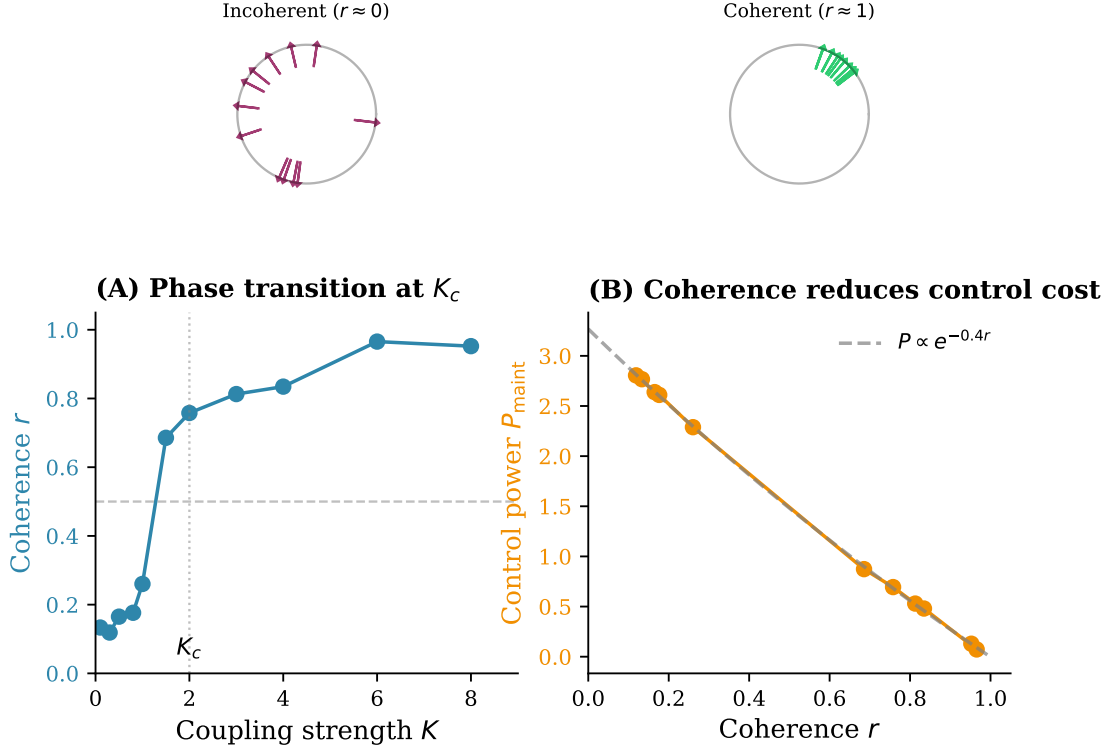 Incoherent (r ≈ 0)
Coherent (r ≈ 1)
(A) Phase transition at K_c
Coherence r
1.0
0.8
0.6
0.4
0.2
0.0
K_c
0 2 4 6 8
Coupling strength K
(B) Coherence reduces control cost
P ∝ e^{-0.4r}
Control power P_maint
3.0
2.5
2.0
1.5
1.0
0.5
0.0
0.0 0.2 0.4 0.6 0.8 1.0
Coherence r